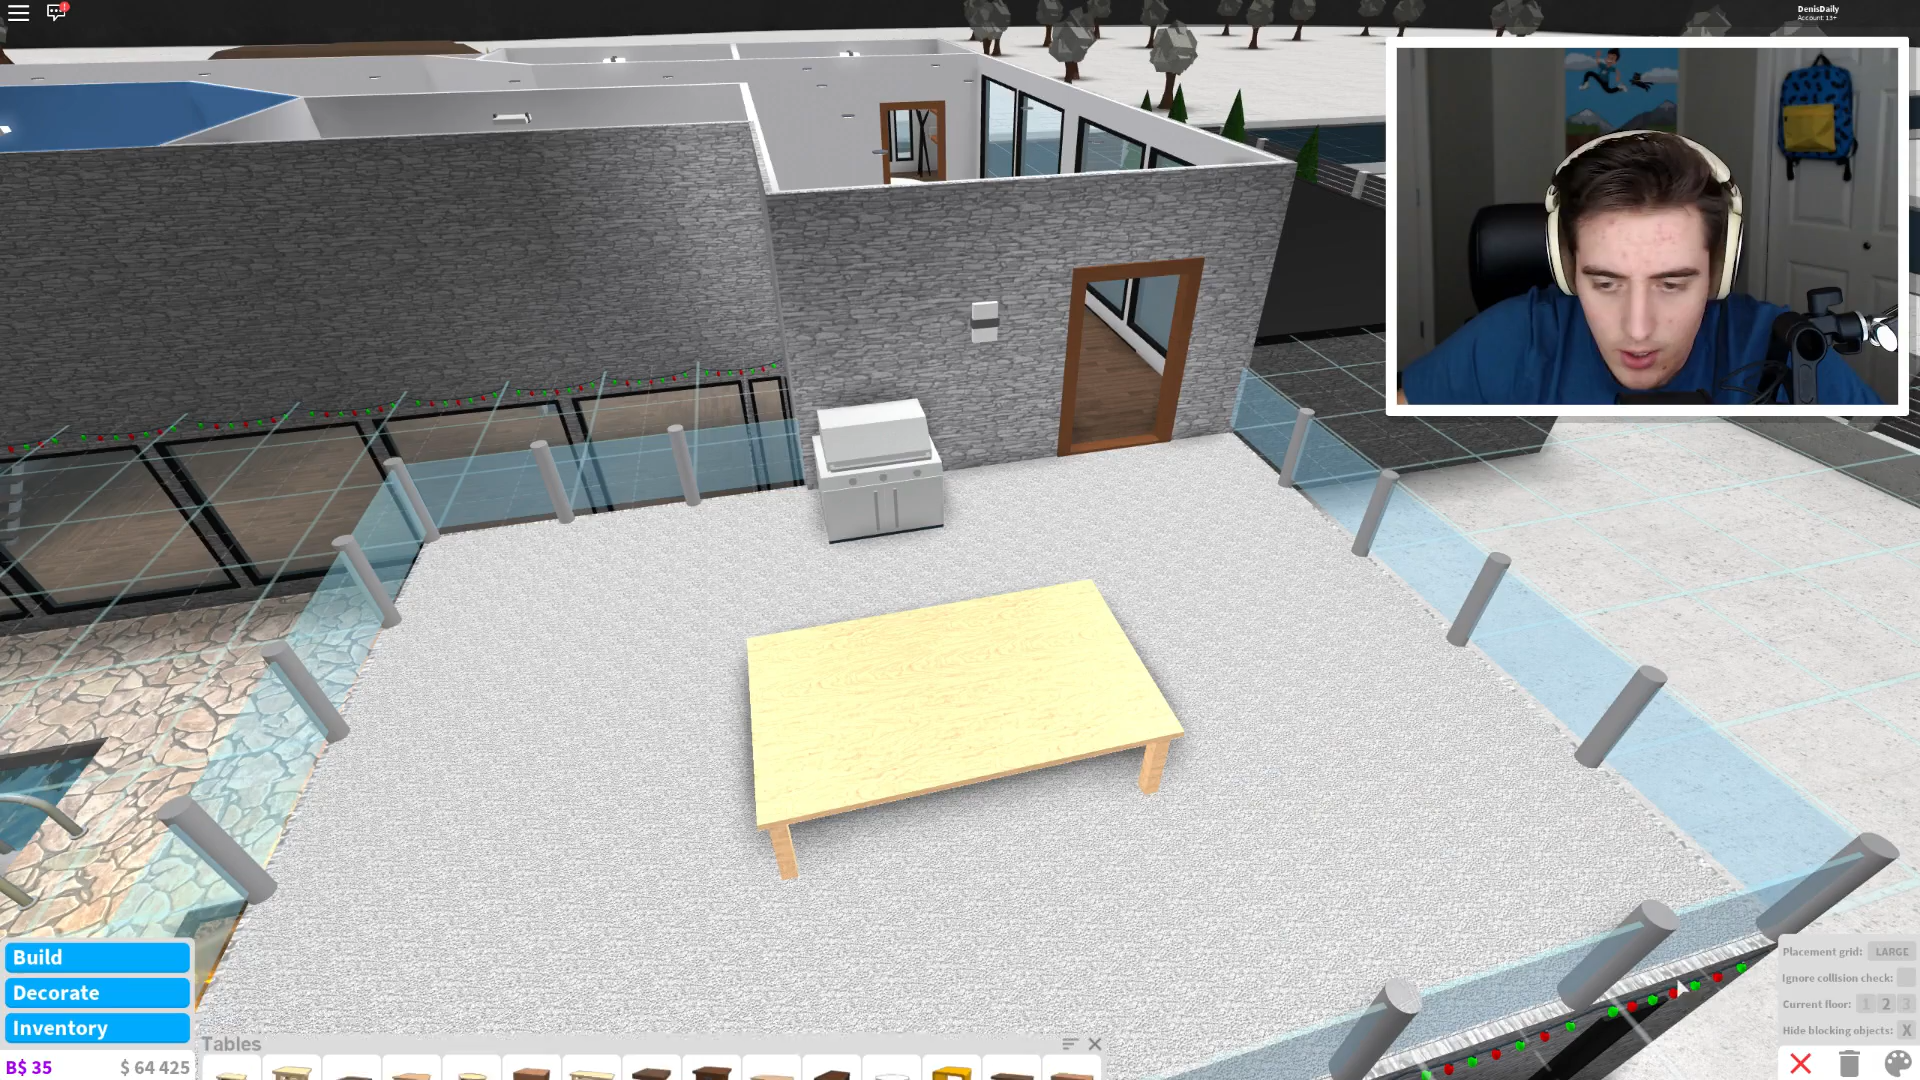 DenisDaily
Account: 13+
Build
Decorate
Inventory
B$ 35
$ 64 425
Tables
Placement grid: LARGE
Ignore collision check:
Current floor: 1 2 3
Hide blocking objects: X